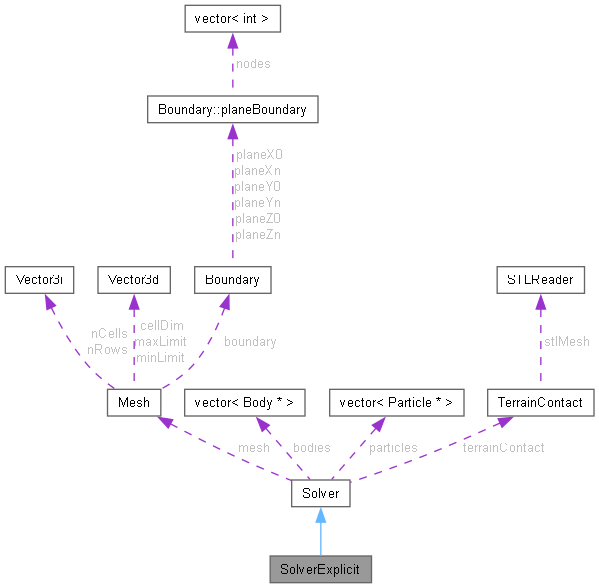 vector< int >
nodes
Boundary::planeBoundary
planeX0
planeXn
planeY0
planeYn
planeZ0
planeZn
Vector3i
Vector3d
Boundary
STLReader
nCells
nRows
cellDim
maxLimit
minLimit
boundary
stlMesh
Mesh
vector< Body * >
vector< Particle * >
TerrainContact
mesh
bodies
particles
terrainContact
Solver
SolverExplicit